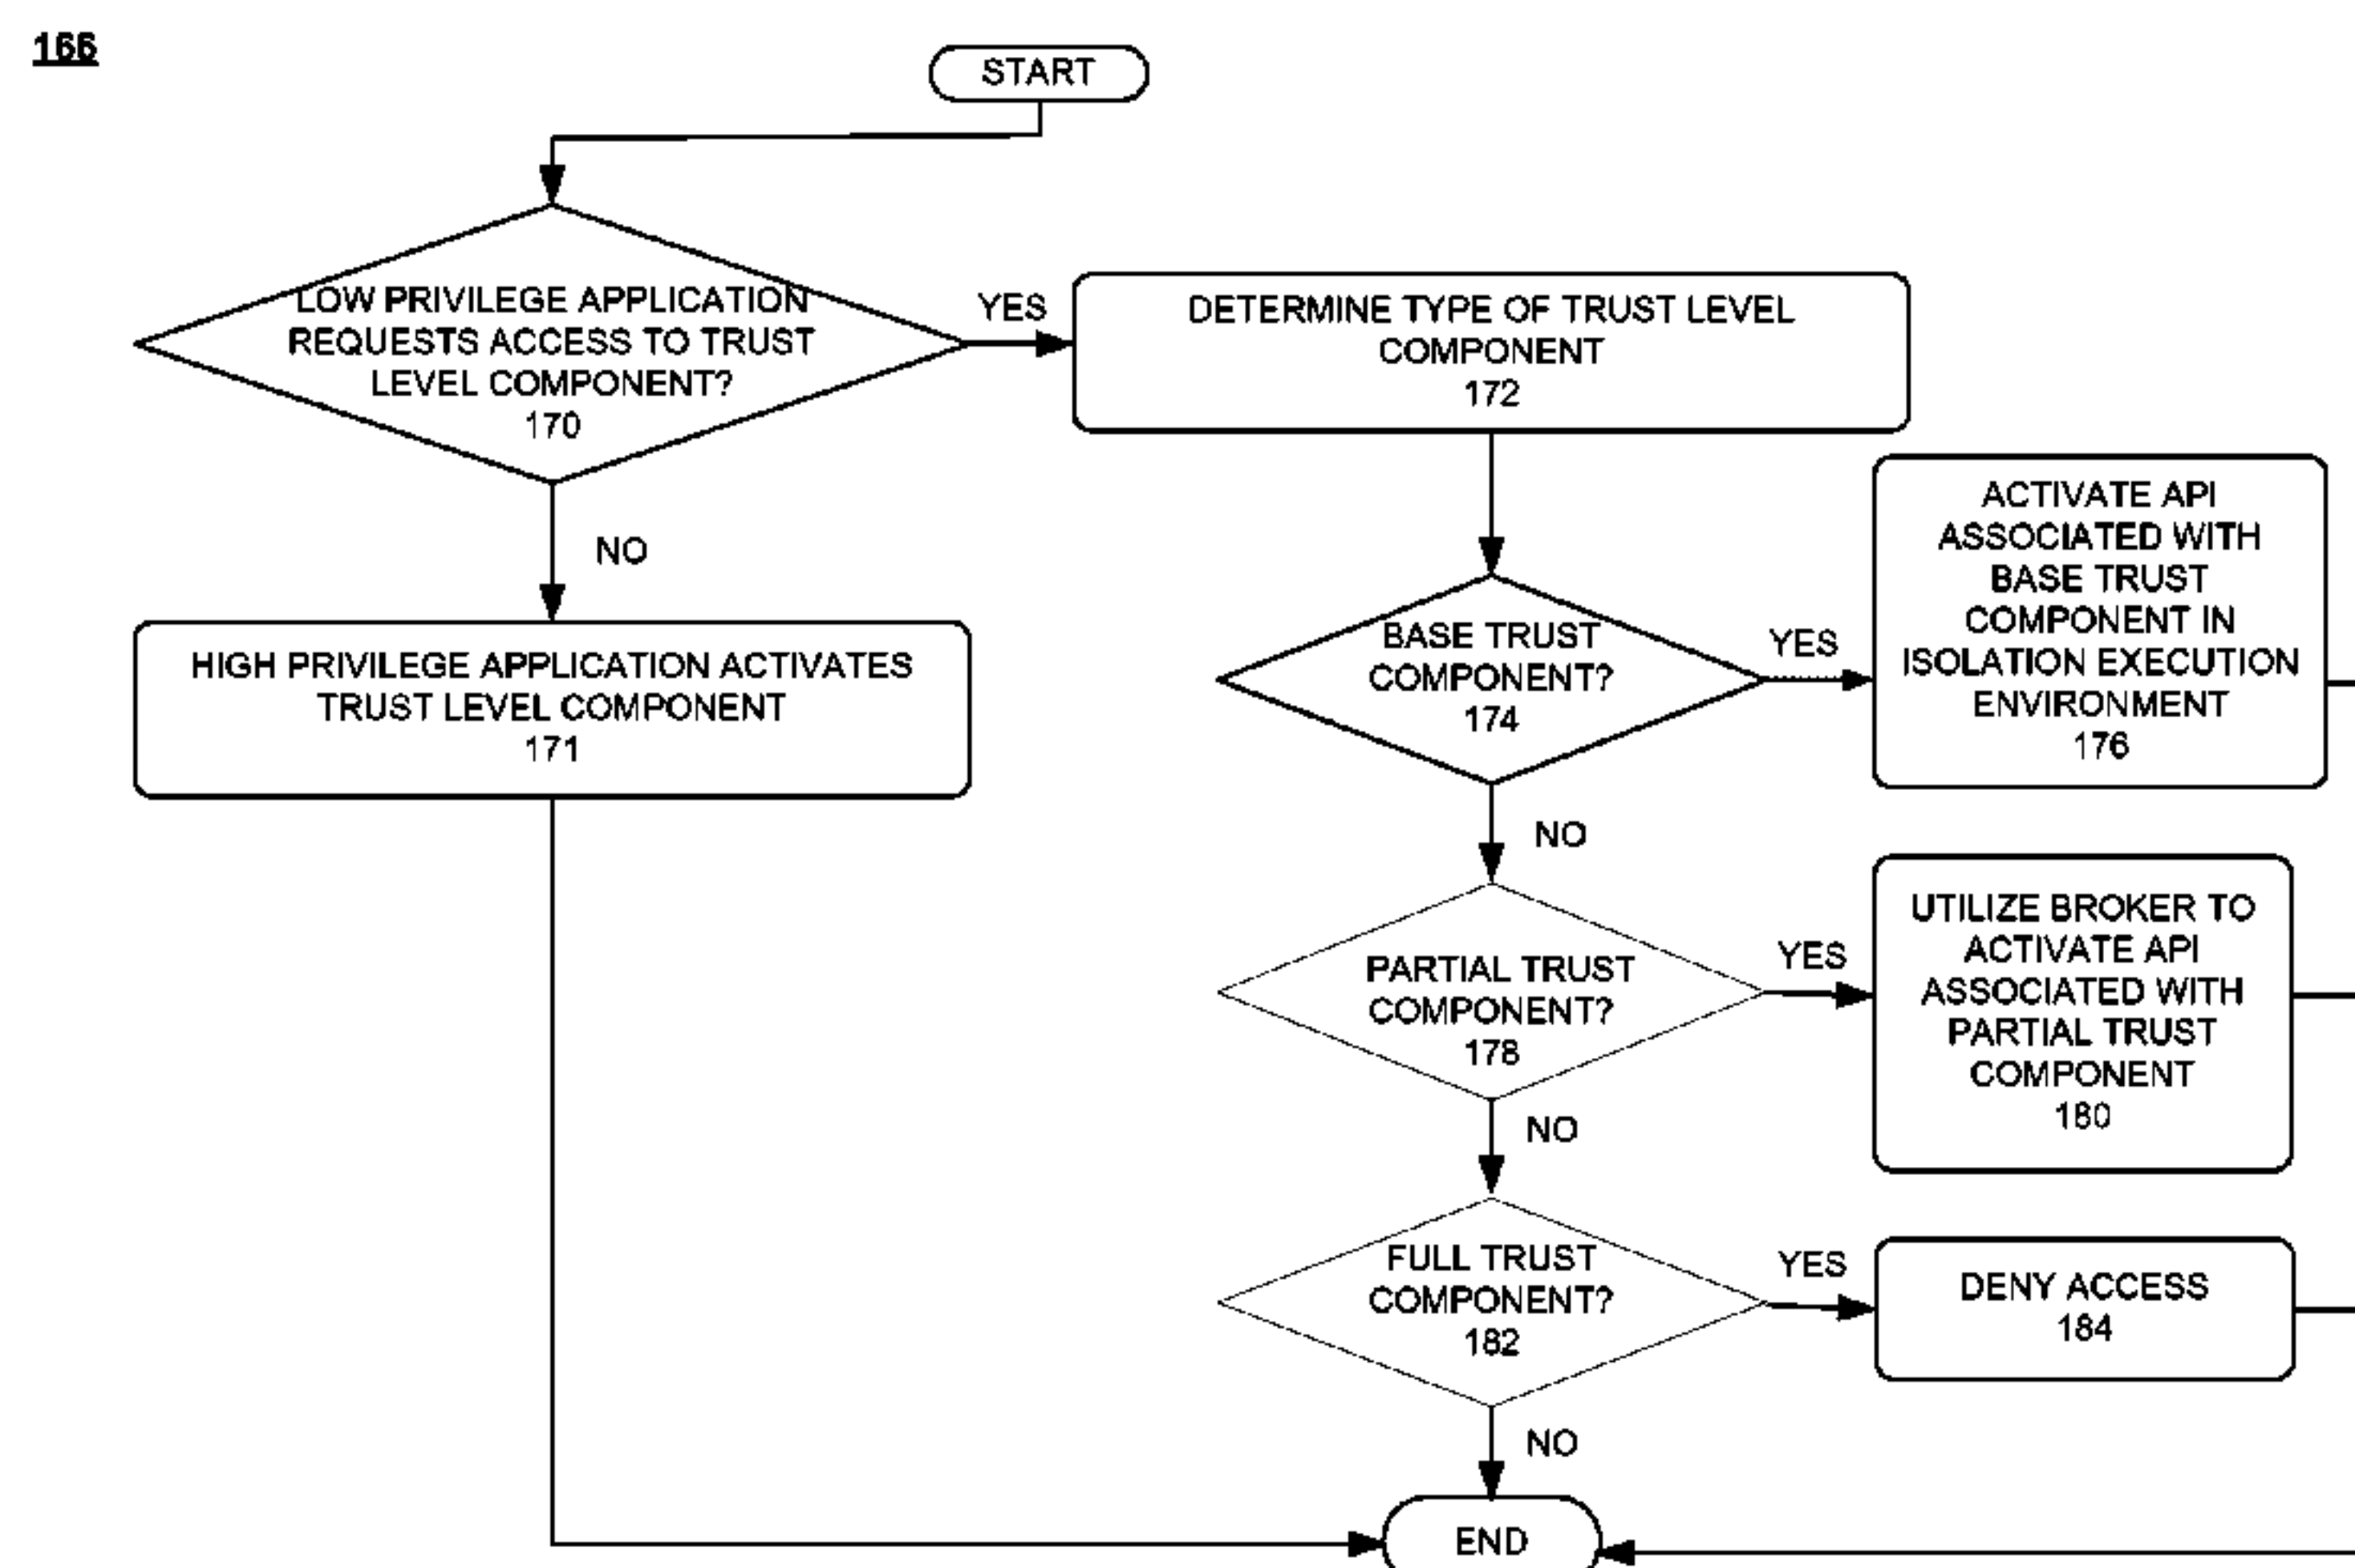 166
START
LOW PRIVILEGE APPLICATION
REQUESTS ACCESS TO TRUST
LEVEL COMPONENT?
170
YES
DETERMINE TYPE OF TRUST LEVEL
COMPONENT
172
NO
HIGH PRIVILEGE APPLICATION ACTIVATES
TRUST LEVEL COMPONENT
171
BASE TRUST
COMPONENT?
174
YES
ACTIVATE API
ASSOCIATED WITH
BASE TRUST
COMPONENT IN
ISOLATION EXECUTION
ENVIRONMENT
176
NO
PARTIAL TRUST
COMPONENT?
178
YES
UTILIZE BROKER TO
ACTIVATE API
ASSOCIATED WITH
PARTIAL TRUST
COMPONENT
180
NO
FULL TRUST
COMPONENT?
182
YES
DENY ACCESS
184
NO
END